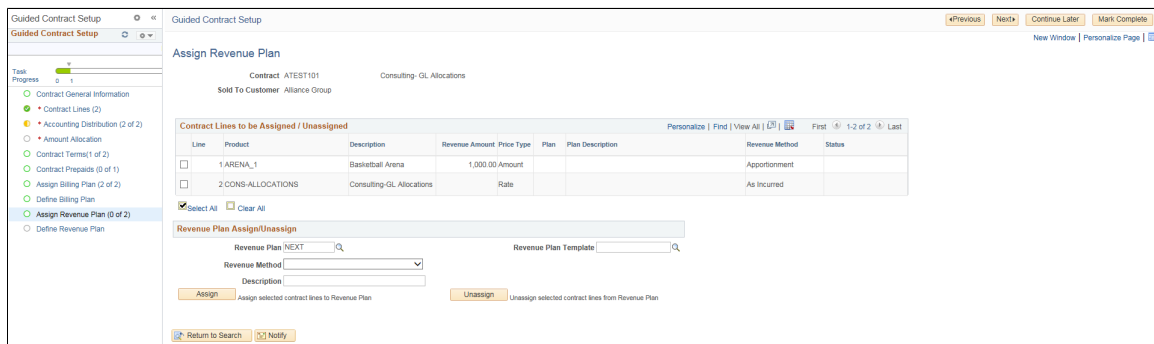 Guided Contract Setup
Guided Contract Setup
Task
Progress
0 1
Contract General Information
* Contract Lines (2)
* Accounting Distribution (2 of 2)
* Amount Allocation
Contract Terms(1 of 2)
Contract Prepaids (0 of 1)
Assign Billing Plan (2 of 2)
Define Billing Plan
Assign Revenue Plan (0 of 2)
Define Revenue Plan
Guided Contract Setup
Previous Next Continue Later Mark Complete
New Window | Personalize Page |
Assign Revenue Plan
Contract ATEST101 Consulting- GL Allocations
Sold To Customer Alliance Group
Contract Lines to be Assigned / Unassigned Personalize | Find | View All | First 1-2 of 2 Last
Line Product Description Revenue Amount Price Type Plan Plan Description Revenue Method Status
1 ARENA_1 Basketball Arena 1,000.00 Amount Apportionment
2 CONS-ALLOCATIONS Consulting-GL Allocations Rate As Incurred
Select All Clear All
Revenue Plan Assign/Unassign
Revenue Plan NEXT Revenue Plan Template
Revenue Method
Description
Assign Assign selected contract lines to Revenue Plan Unassign Unassign selected contract lines from Revenue Plan
Return to Search Notify